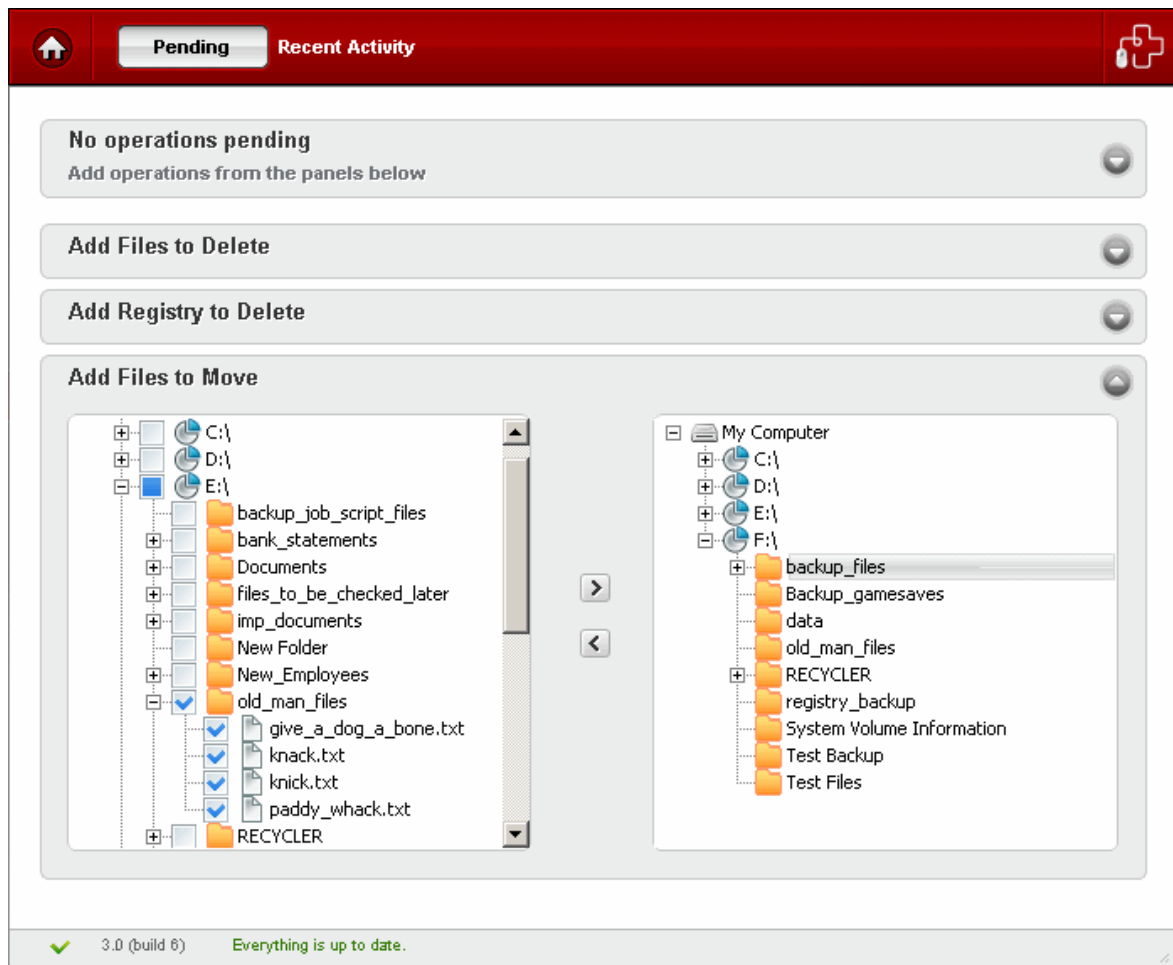 Pending
Recent Activity
No operations pending
Add operations from the panels below
Add Files to Delete
Add Registry to Delete
Add Files to Move
C:\
D:\
E:\
backup_job_script_files
bank_statements
Documents
files_to_be_checked_later
imp_documents
New Folder
New_Employees
old_man_files
give_a_dog_a_bone.txt
knack.txt
knick.txt
paddy_whack.txt
RECYCLER
My Computer
C:\
D:\
E:\
F:\
backup_files
Backup_gamesaves
data
old_man_files
RECYCLER
registry_backup
System Volume Information
Test Backup
Test Files
3.0 (build 6)
Everything is up to date.